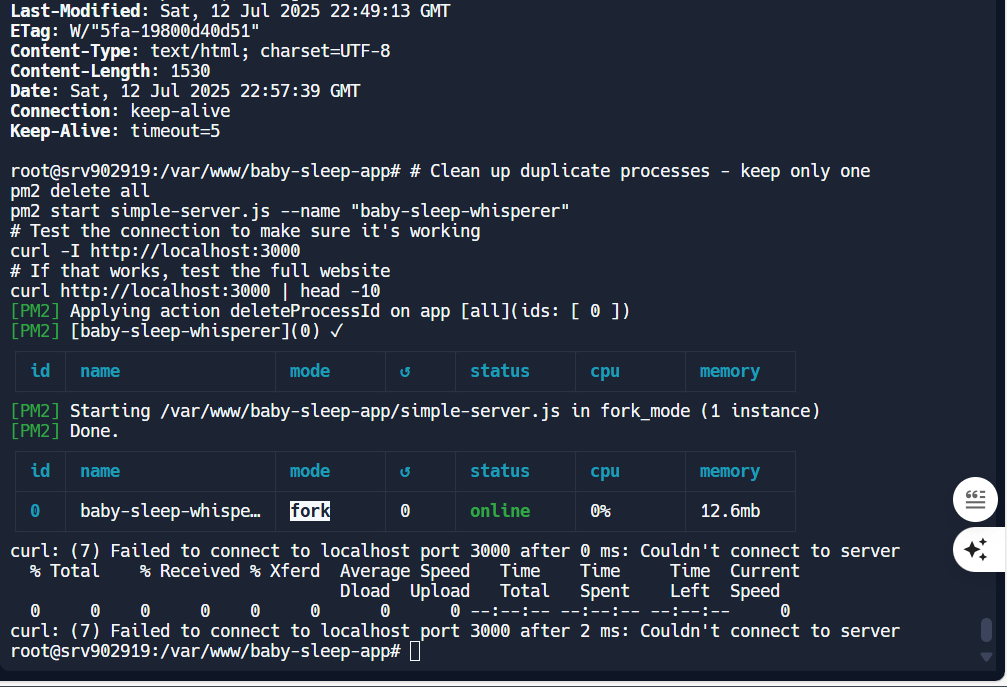 Last-Modified: Sat, 12 Jul 2025 22:49:13 GMT
ETag: W/"5fa-19800d40d51"
Content-Type: text/html; charset=UTF-8
Content-Length: 1530
Date: Sat, 12 Jul 2025 22:57:39 GMT
Connection: keep-alive
Keep-Alive: timeout=5
root@srv902919:/var/www/baby-sleep-app# # Clean up duplicate processes - keep only one
pm2 delete all
pm2 start simple-server.js --name "baby-sleep-whisperer"
# Test the connection to make sure it's working
curl -I http://localhost:3000
# If that works, test the full website
curl http://localhost:3000 | head -10
[PM2] Applying action deleteProcessId on app [all](ids: [ 0 ])
[PM2] [baby-sleep-whisperer](0) ✓
id name mode ↺ status cpu memory
[PM2] Starting /var/www/baby-sleep-app/simple-server.js in fork_mode (1 instance)
[PM2] Done.
id name mode ↺ status cpu memory
0 baby-sleep-whispe… fork 0 online 0% 12.6mb
curl: (7) Failed to connect to localhost port 3000 after 0 ms: Couldn't connect to server
% Total % Received % Xferd Average Speed Time Time Time Current
Dload Upload Total Spent Left Speed
0 0 0 0 0 0 0 0 --:--:-- --:--:-- --:--:-- 0
curl: (7) Failed to connect to localhost port 3000 after 2 ms: Couldn't connect to server
root@srv902919:/var/www/baby-sleep-app#